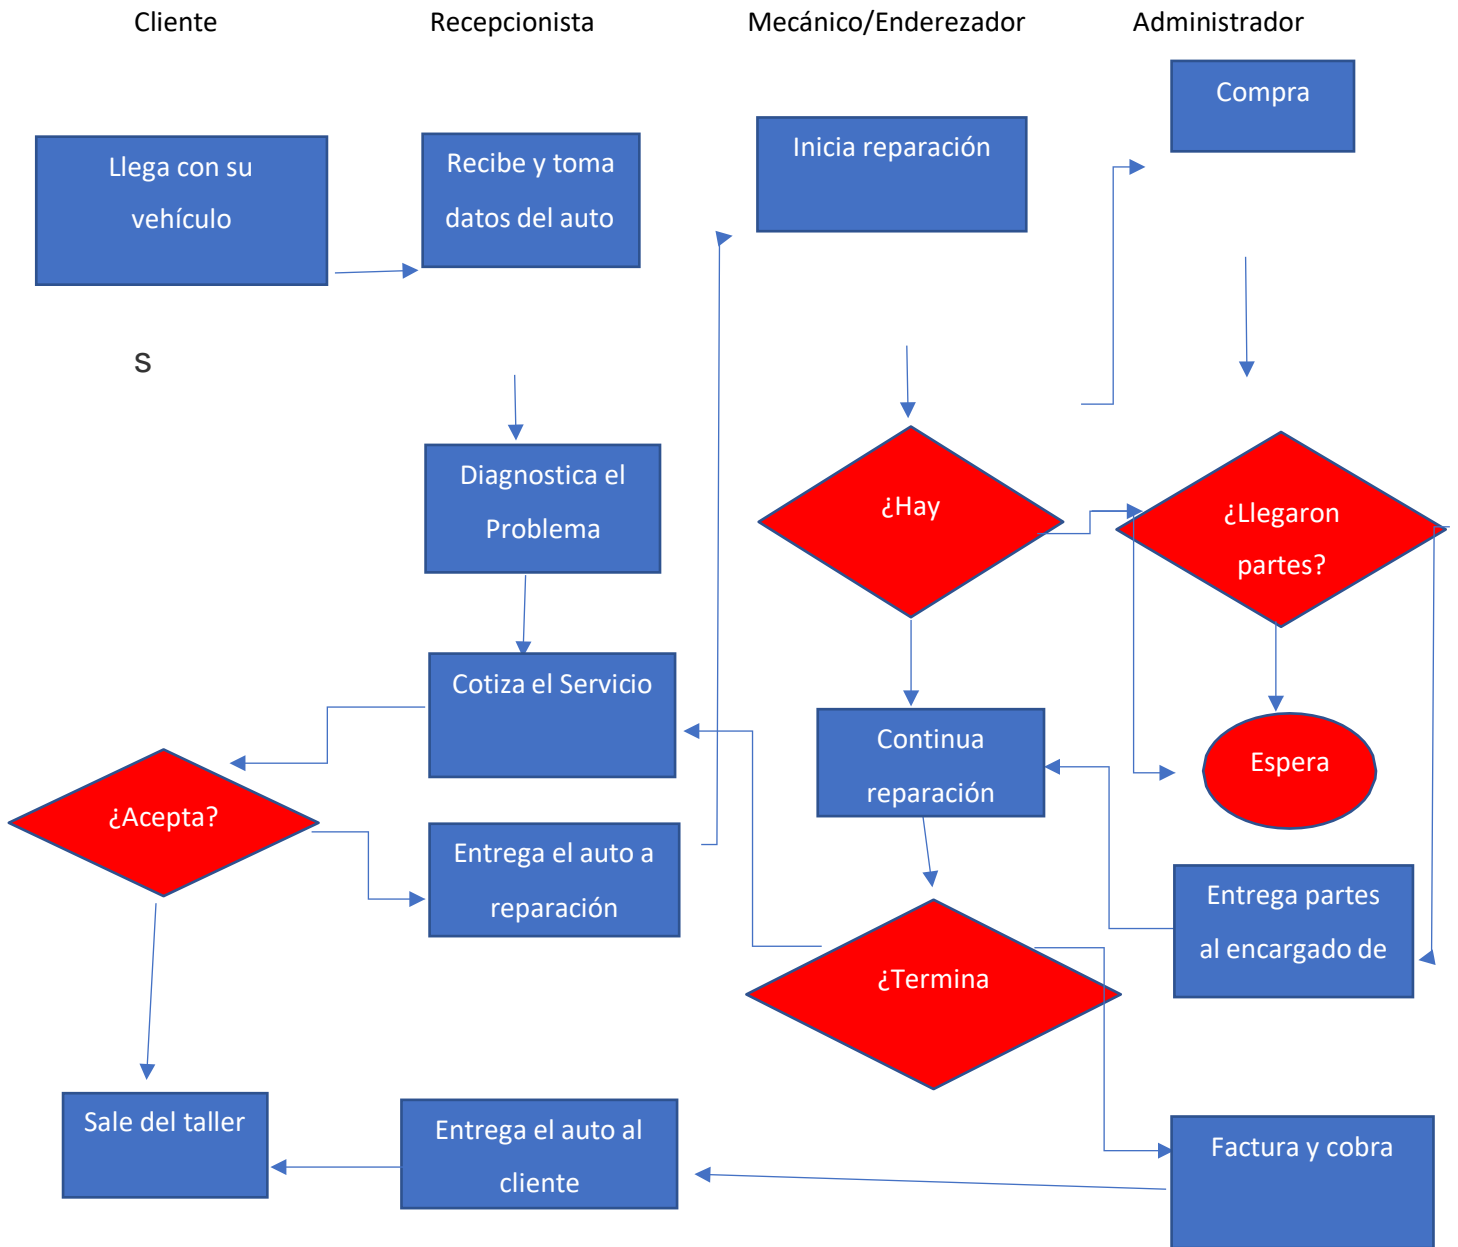 Cliente
Recepcionista
Mecánico/Enderezador
Administrador
Compra
Llega con su
vehículo
Recibe y toma
datos del auto
Inicia reparación
s
Diagnostica el
Problema
¿Hay
¿Llegaron
partes?
Cotiza el Servicio
Continua
reparación
Espera
¿Acepta?
Entrega el auto a
reparación
Entrega partes
al encargado de
¿Termina
Sale del taller
Entrega el auto al
cliente
Factura y cobra